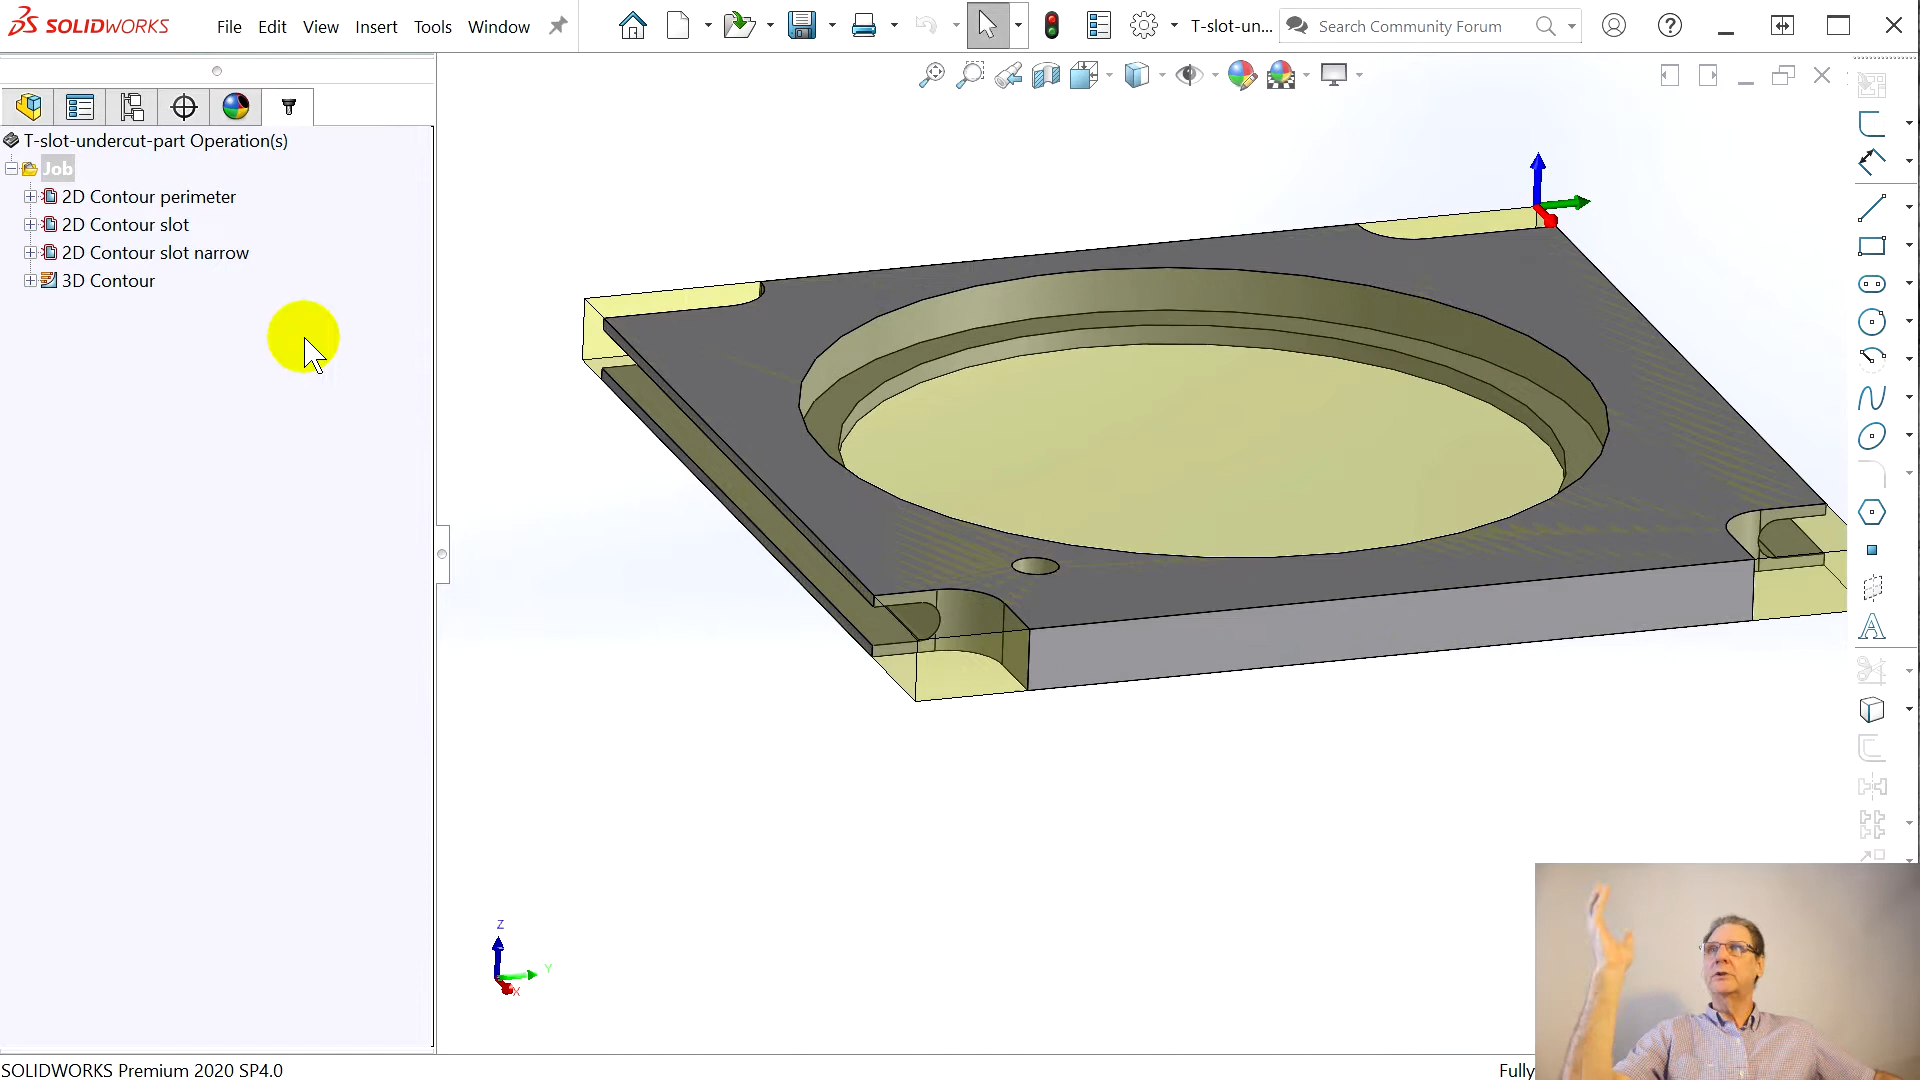 SOLIDWORKS File Edit View Insert Tools Window T-slot-un... Search Community Forum
T-slot-undercut-part Operation(s)
Job
2D Contour perimeter
2D Contour slot
2D Contour slot narrow
3D Contour
Z
Y
X
SOLIDWORKS Premium 2020 SP4.0
Fully